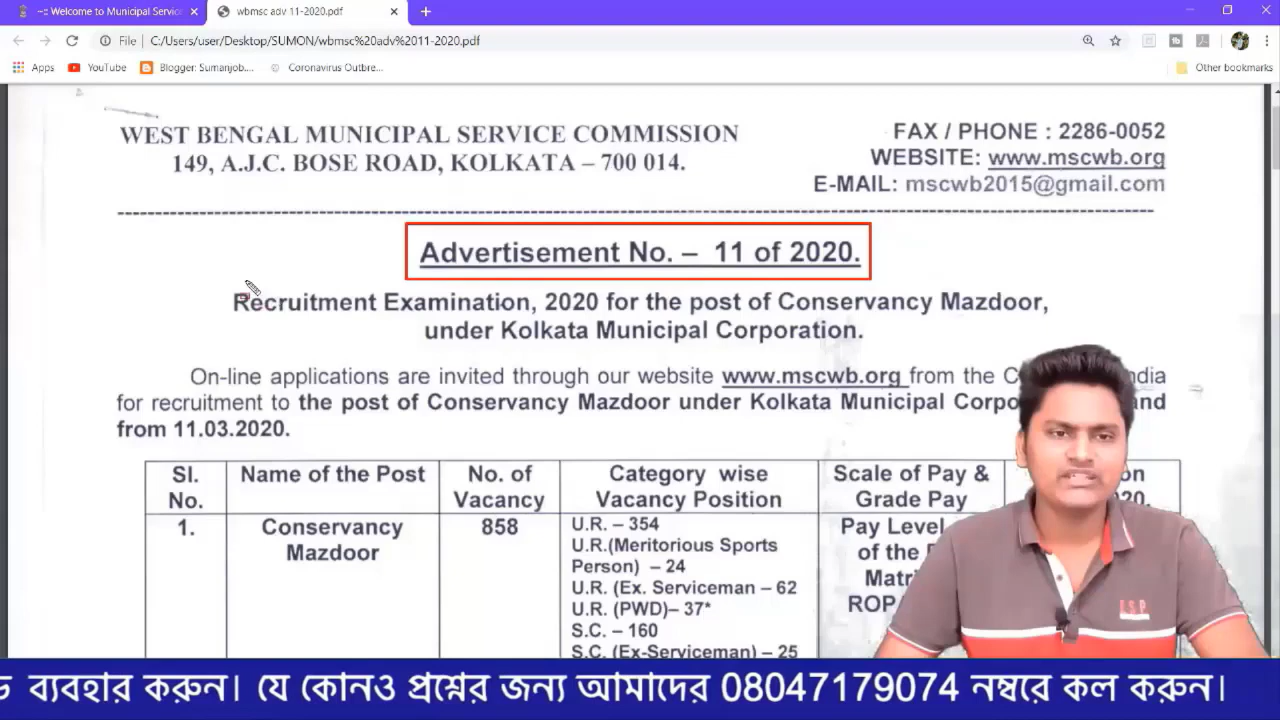 -:: Welcome to Municipal Service
wbmsc adv 11-2020.pdf
File | C:/Users/user/Desktop/SUMON/wbmsc%20adv%2011-2020.pdf
Apps YouTube Blogger: Sumanjob.... Coronavirus Outbre... Other bookmarks
WEST BENGAL MUNICIPAL SERVICE COMMISSION
149, A.J.C. BOSE ROAD, KOLKATA – 700 014.
FAX / PHONE : 2286-0052
WEBSITE: www.mscwb.org
E-MAIL: mscwb2015@gmail.com
Advertisement No. – 11 of 2020.
Recruitment Examination, 2020 for the post of Conservancy Mazdoor,
under Kolkata Municipal Corporation.
On-line applications are invited through our website www.mscwb.org from the
for recruitment to the post of Conservancy Mazdoor under Kolkata Municipal and
from 11.03.2020.
Sl. No.
Name of the Post
No. of Vacancy
Category wise Vacancy Position
Scale of Pay & Grade Pay
1.
Conservancy Mazdoor
858
U.R. – 354
U.R.(Meritorious Sports
Person) – 24
U.R. (Ex. Serviceman – 62
U.R. (PWD)– 37*
S.C. – 160
S.C. (Ex-Serviceman) – 25
Pay Level
of the
ROP
ESP
ব্যবহার করুন। যে কোনও প্রশ্নের জন্য আমাদের 08047179074 নম্বরে কল করুন।